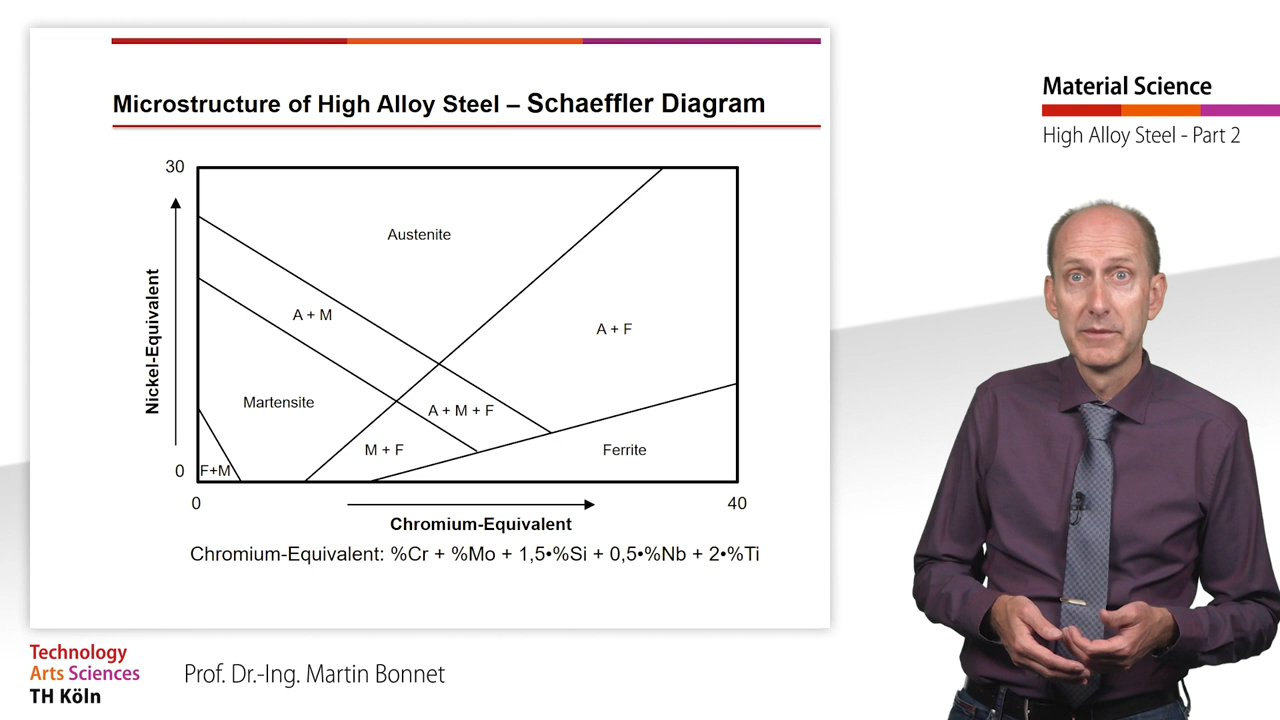 Microstructure of High Alloy Steel – Schaeffler Diagram
30
Austenite
A + M
A + F
Nickel-Equivalent
Martensite
A + M + F
M + F
Ferrite
0
F+M
0
40
Chromium-Equivalent
Chromium-Equivalent: %Cr + %Mo + 1,5•%Si + 0,5•%Nb + 2•%Ti
Material Science
High Alloy Steel - Part 2
Technology
Arts Sciences
TH Köln
Prof. Dr.-Ing. Martin Bonnet